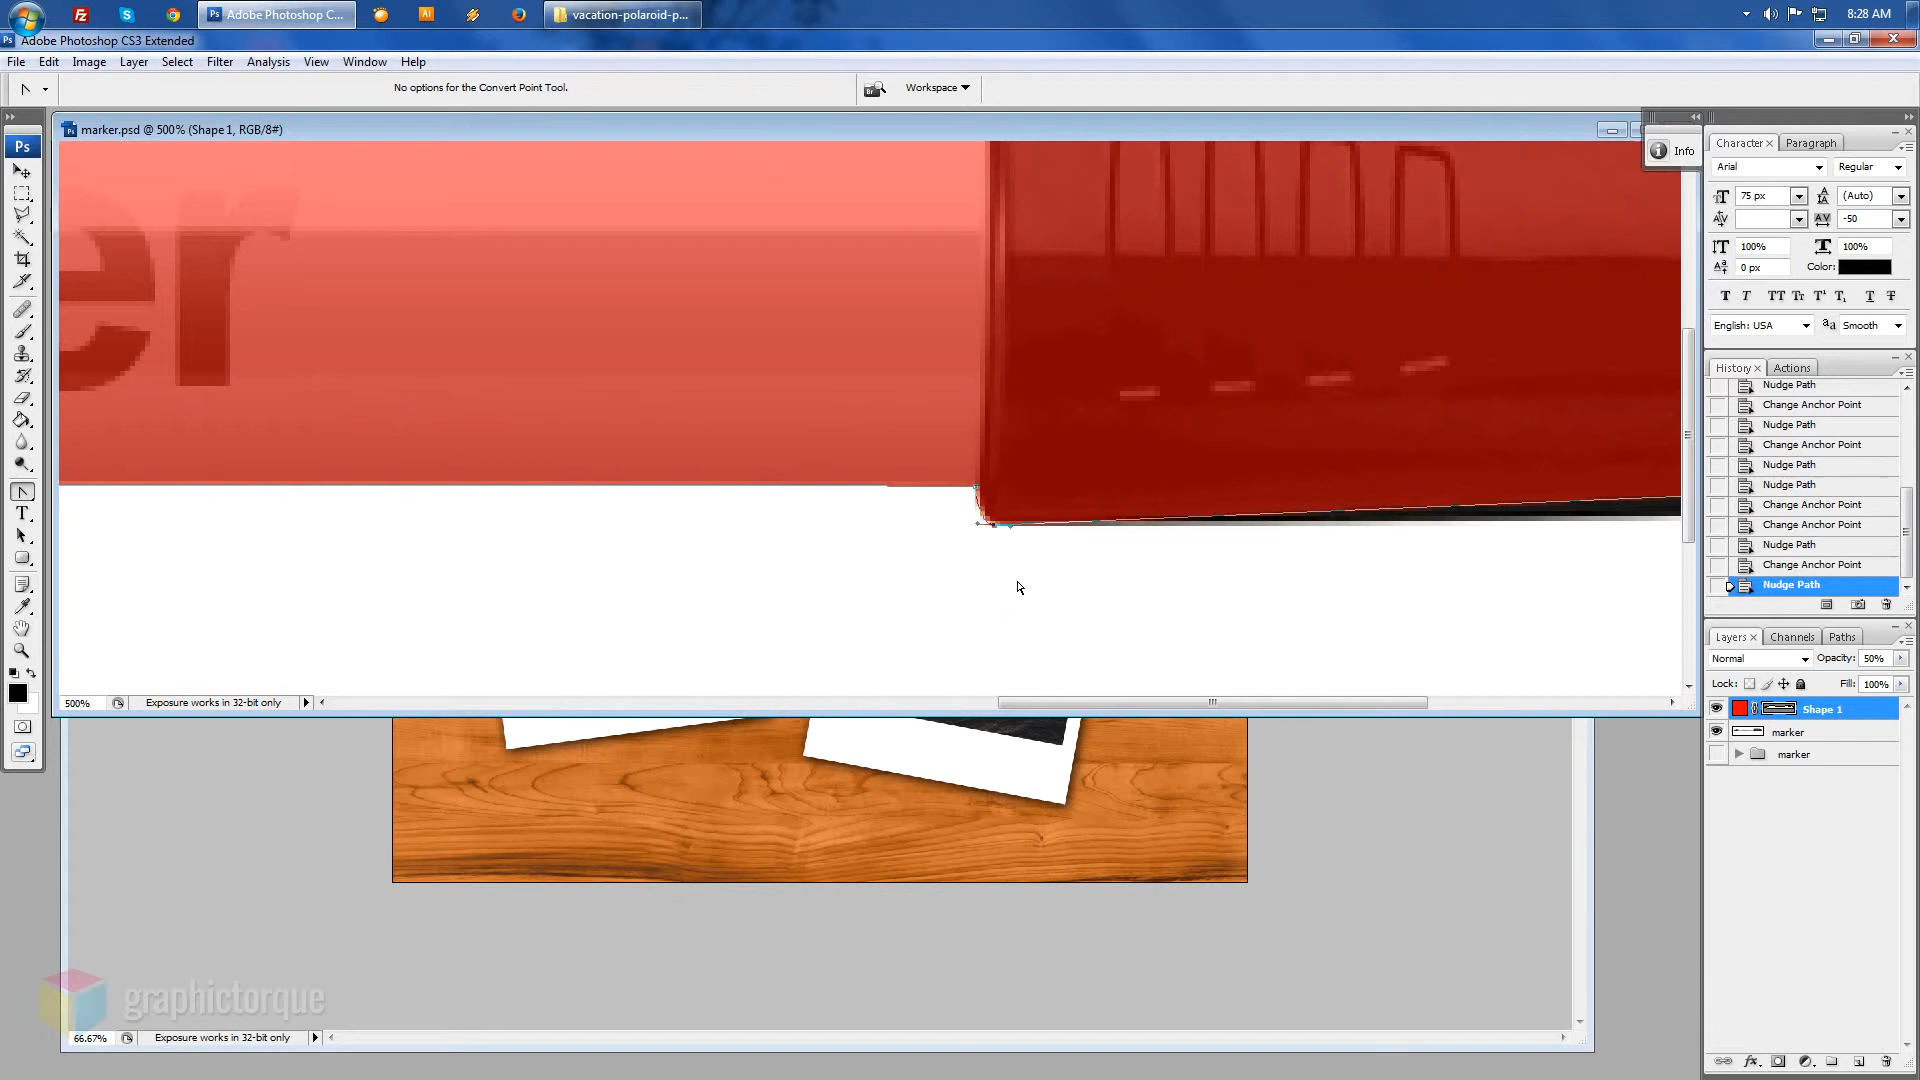 Adobe Photoshop C...
Ai
vacation-polaroid-p...
8:28 AM
Ps
Adobe Photoshop CS3 Extended
File Edit Image Layer Select Filter Analysis View Window Help
No options for the Convert Point Tool.
Workspace
marker.psd @ 500% (Shape 1, RGB/8#)
Info
er
500%
Exposure works in 32-bit only
66.67%
Exposure works in 32-bit only
graphictorque
Character
Paragraph
Arial
Regular
75 px
(Auto)
-50
100%
100%
0 px
Color:
English: USA
Smooth
History
Actions
Nudge Path
Change Anchor Point
Nudge Path
Change Anchor Point
Nudge Path
Nudge Path
Change Anchor Point
Change Anchor Point
Nudge Path
Change Anchor Point
Nudge Path
Layers
Channels
Paths
Normal
Opacity: 50%
Lock:
Fill: 100%
Shape 1
marker
marker